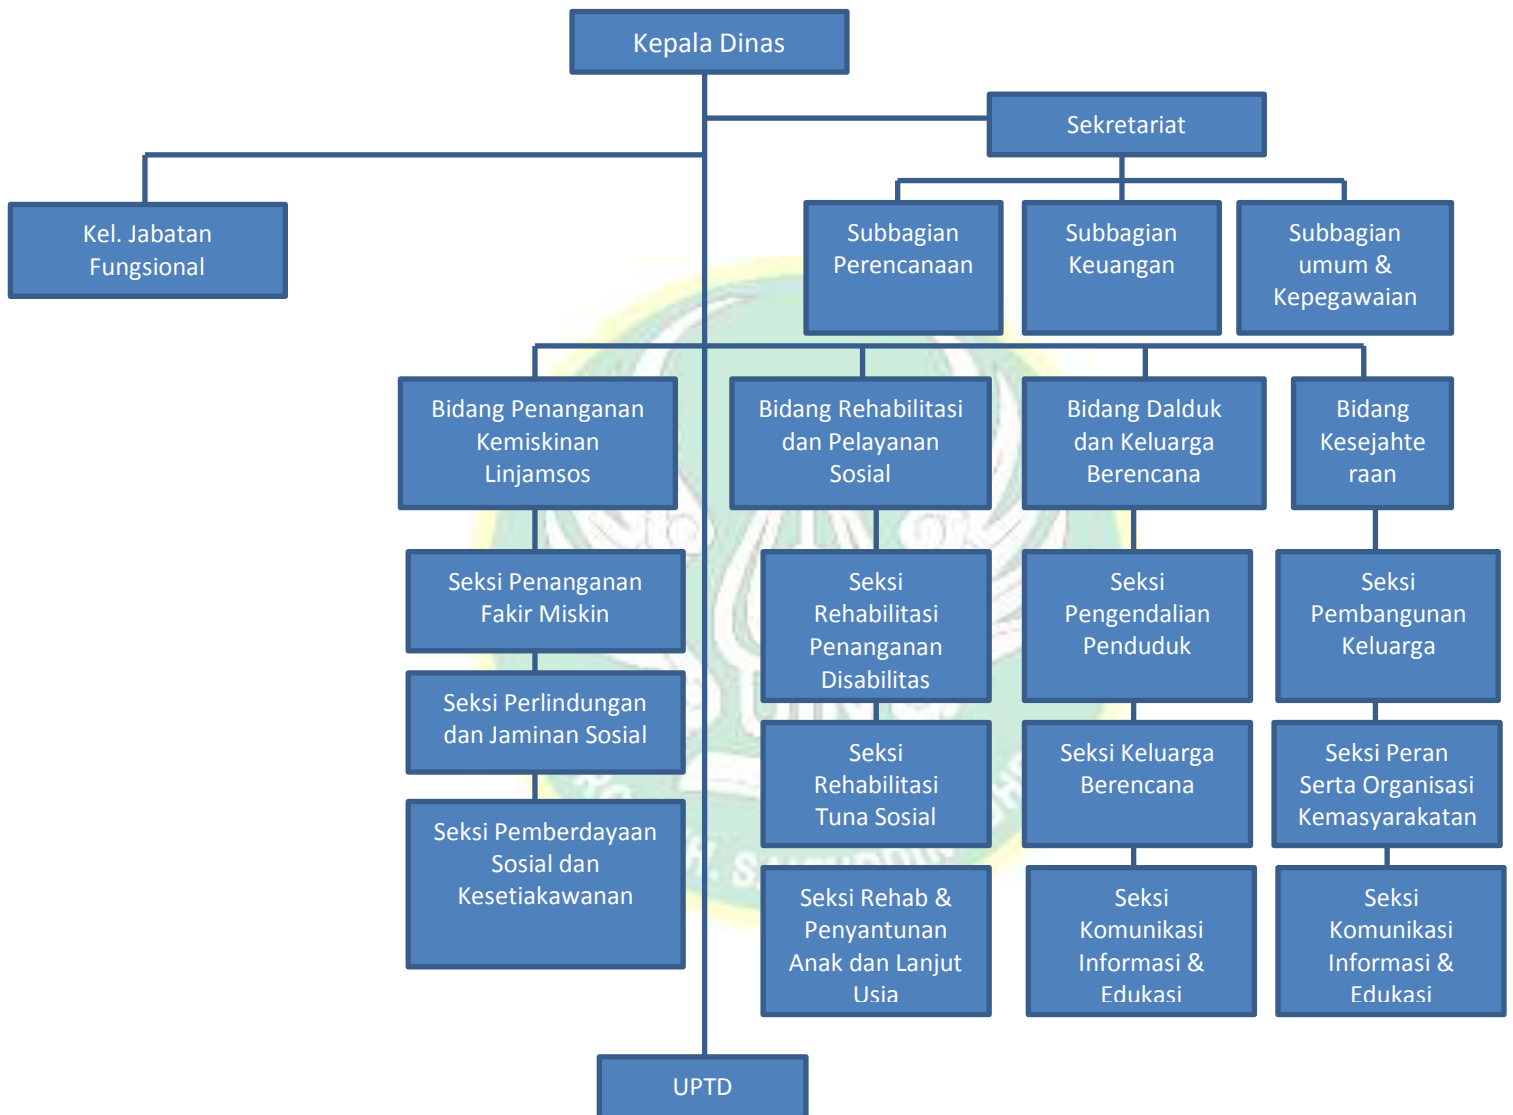 Kepala Dinas
Sekretariat
Kel. Jabatan
Fungsional
Subbagian
Perencanaan
Subbagian
Keuangan
Subbagian
umum &
Kepegawaian
Bidang Penanganan
Kemiskinan
Linjamsos
Bidang Rehabilitasi
dan Pelayanan
Sosial
Bidang Dalduk
dan Keluarga
Berencana
Bidang
Kesejahte
raan
Seksi Penanganan
Fakir Miskin
Seksi
Rehabilitasi
Penanganan
Disabilitas
Seksi
Pengendalian
Penduduk
Seksi
Pembangunan
Keluarga
Seksi Perlindungan
dan Jaminan Sosial
Seksi
Rehabilitasi
Tuna Sosial
Seksi Keluarga
Berencana
Seksi Peran
Serta Organisasi
Kemasyarakatan
Seksi Pemberdayaan
Sosial dan
Kesetiakawanan
Seksi Rehab &
Penyantunan
Anak dan Lanjut
Usia
Seksi
Komunikasi
Informasi &
Edukasi
Seksi
Komunikasi
Informasi &
Edukasi
UPTD